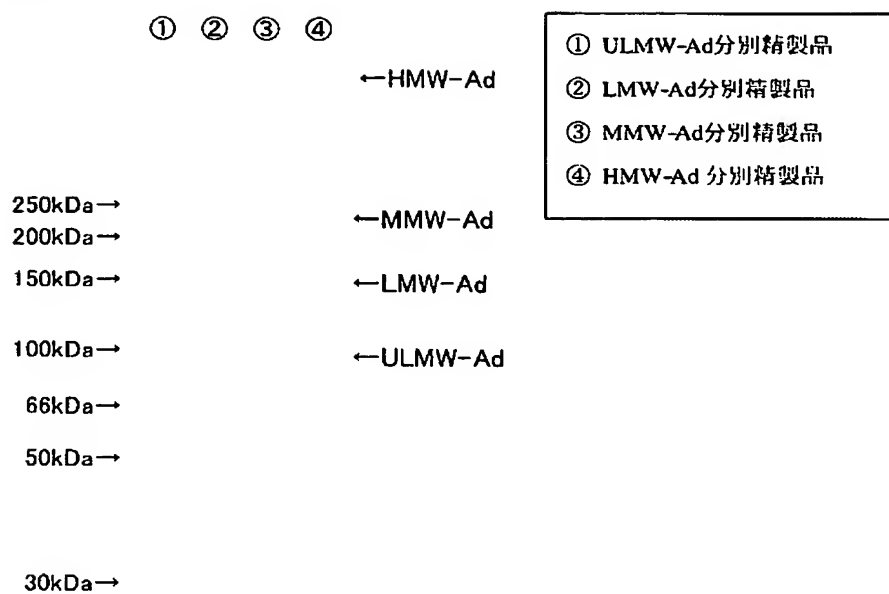 ① ② ③ ④
←HMW-Ad
250kDa→
200kDa→
←MMW-Ad
150kDa→
←LMW-Ad
100kDa→
←ULMW-Ad
66kDa→
50kDa→
30kDa→
① ULMW-Ad分別精製品
② LMW-Ad分別精製品
③ MMW-Ad分別精製品
④ HMW-Ad 分別精製品